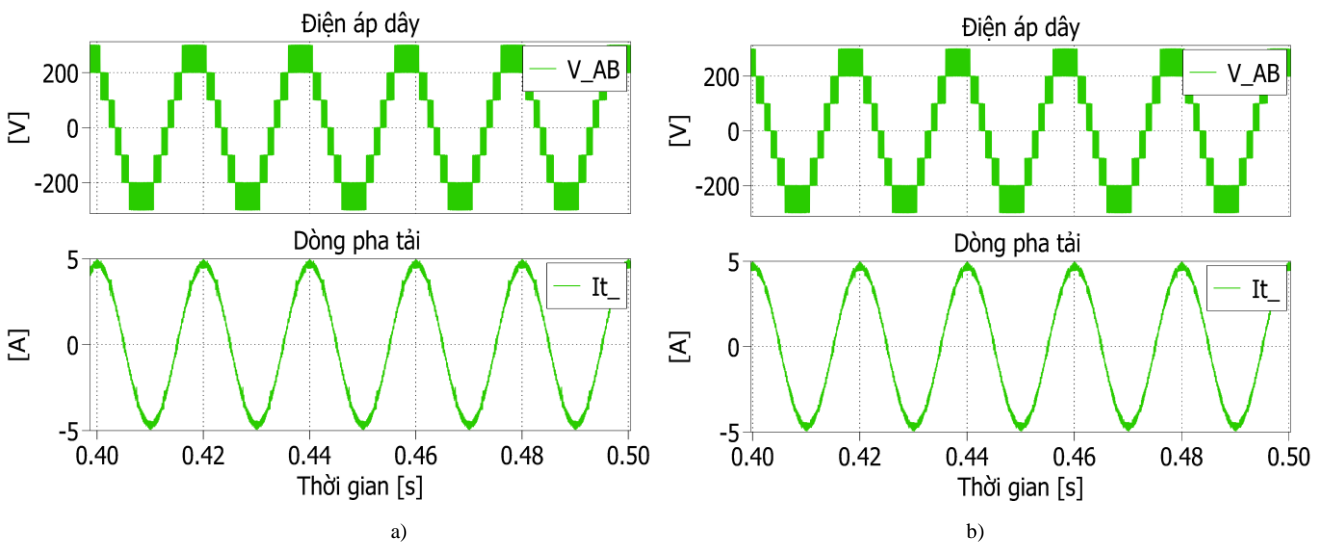 Điện áp dây
V_AB
200
0
-200
[V]
Dòng pha tải
It_
5
0
-5
[A]
0.40 0.42 0.44 0.46 0.48 0.50
Thời gian [s]
a)
Điện áp dây
V_AB
200
0
-200
[V]
Dòng pha tải
It_
5
0
-5
[A]
0.40 0.42 0.44 0.46 0.48 0.50
Thời gian [s]
b)